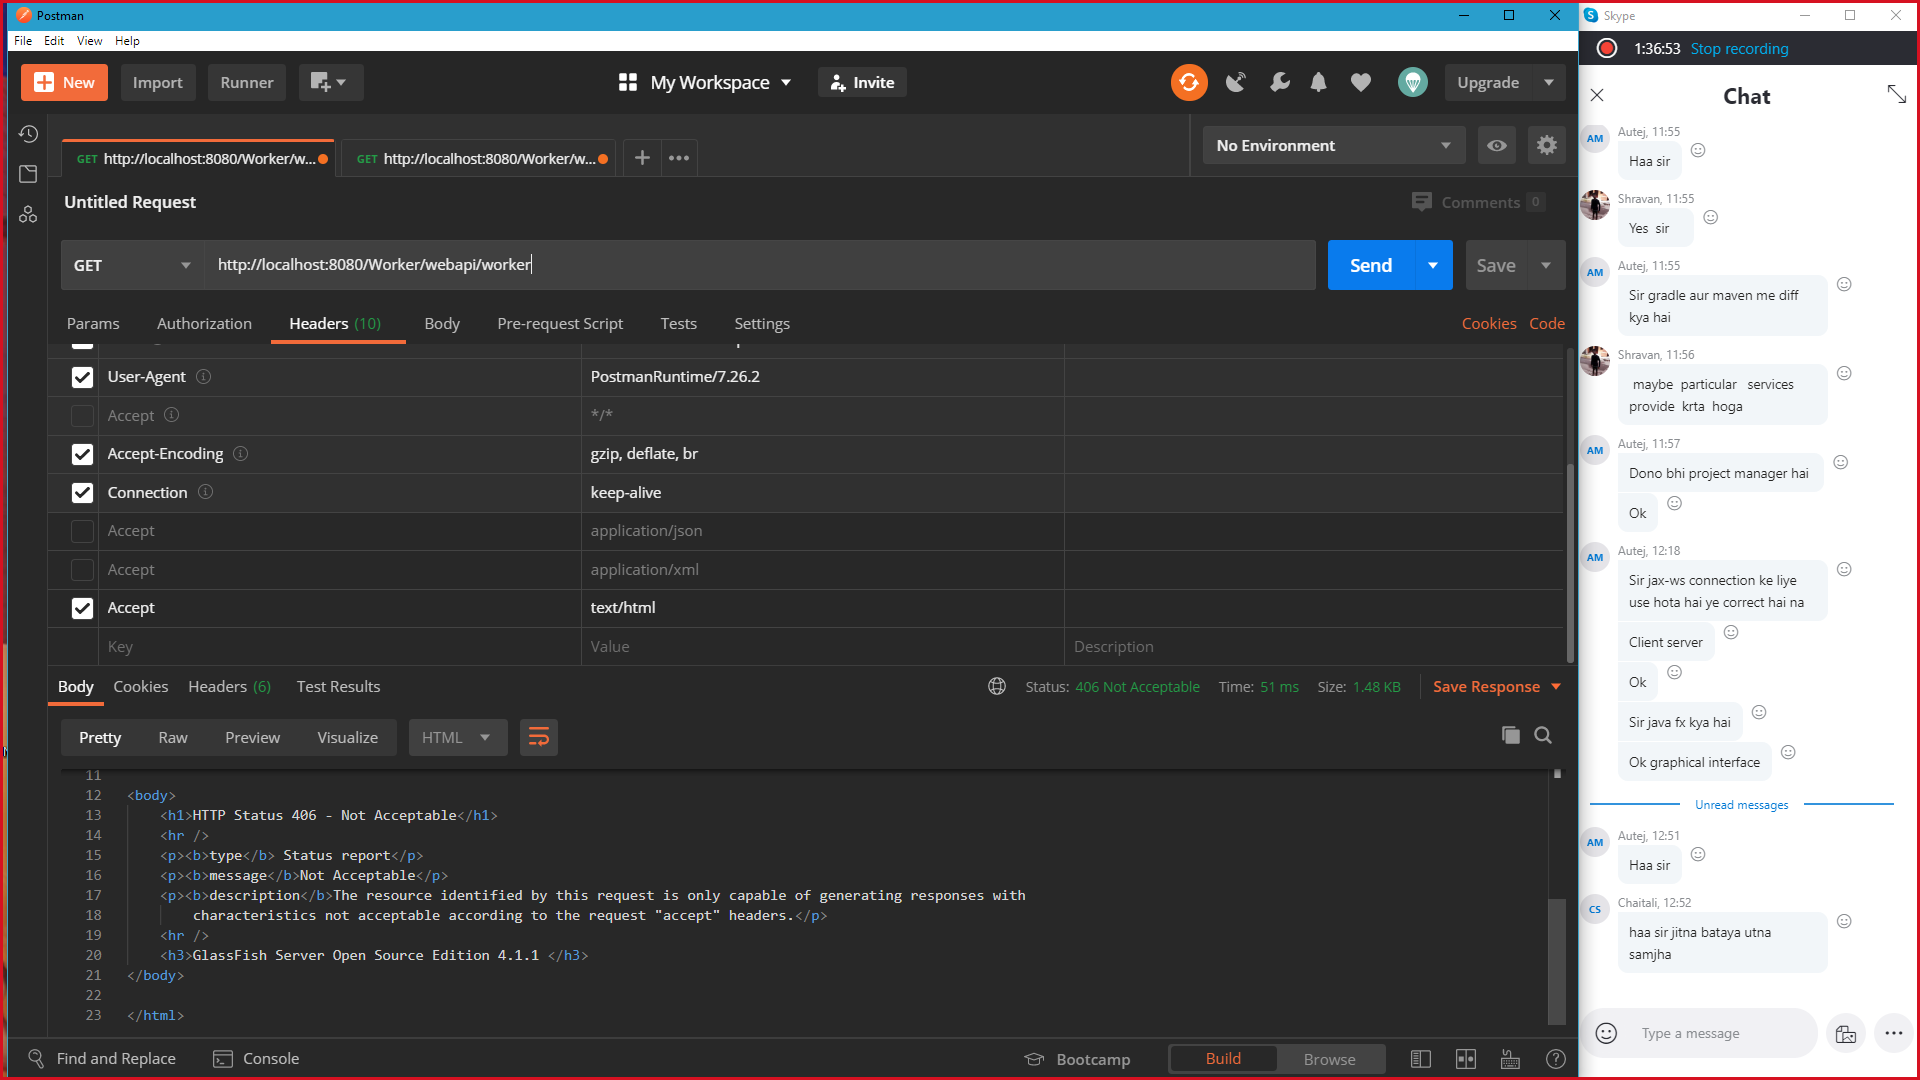 Postman
File Edit View Help
New Import Runner
My Workspace Invite
Upgrade
GET http://localhost:8080/Worker/w...
GET http://localhost:8080/Worker/w...
No Environment
Untitled Request
Comments 0
GET http://localhost:8080/Worker/webapi/worker
Send Save
Params Authorization Headers (10) Body Pre-request Script Tests Settings
Cookies Code
User-Agent PostmanRuntime/7.26.2
Accept */*
Accept-Encoding gzip, deflate, br
Connection keep-alive
Accept application/json
Accept application/xml
Accept text/html
Key Value Description
Body Cookies Headers (6) Test Results
Status: 406 Not Acceptable Time: 51 ms Size: 1.48 KB Save Response
Pretty Raw Preview Visualize HTML
11
12 <body>
13 <h1>HTTP Status 406 - Not Acceptable</h1>
14 <hr />
15 <p><b>type</b> Status report</p>
16 <p><b>message</b>Not Acceptable</p>
17 <p><b>description</b>The resource identified by this request is only capable of generating responses with
18 characteristics not acceptable according to the request "accept" headers.</p>
19 <hr />
20 <h3>GlassFish Server Open Source Edition 4.1.1 </h3>
21 </body>
22
23 </html>
Find and Replace Console
Bootcamp Build Browse
Skype
1:36:53 Stop recording
Chat
AM
Autej, 11:55
Haa sir
Shravan, 11:55
Yes sir
AM
Autej, 11:55
Sir gradle aur maven me diff
kya hai
Shravan, 11:56
maybe particular services
provide krta hoga
AM
Autej, 11:57
Dono bhi project manager hai
Ok
AM
Autej, 12:18
Sir jax-ws connection ke liye
use hota hai ye correct hai na
Client server
Ok
Sir java fx kya hai
Ok graphical interface
Unread messages
AM
Autej, 12:51
Haa sir
CS
Chaitali, 12:52
haa sir jitna bataya utna
samjha
Type a message